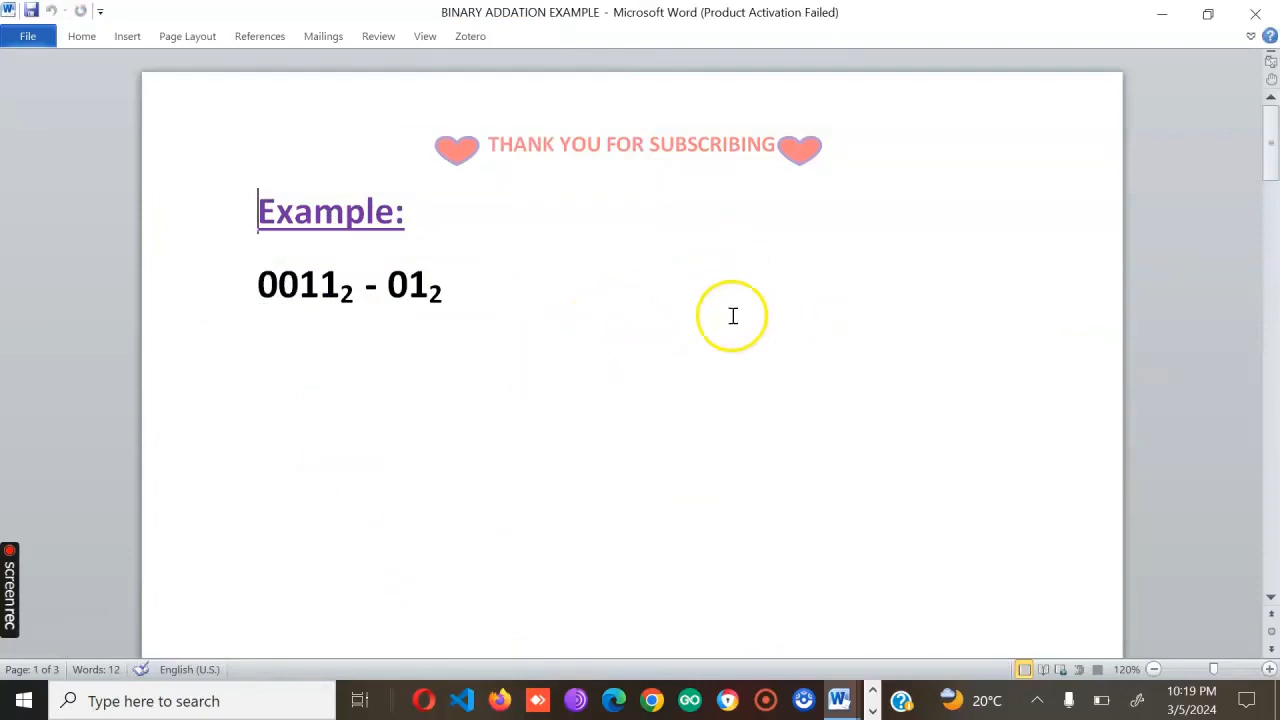 BINARY ADDATION EXAMPLE - Microsoft Word (Product Activation Failed)
File Home Insert Page Layout References Mailings Review View Zotero
THANK YOU FOR SUBSCRIBING
Example:
0011₂ - 01₂
screen rec
Page: 1 of 3 Words: 12 English (U.S.) 120%
Type here to search
20°C
10:19 PM
3/5/2024